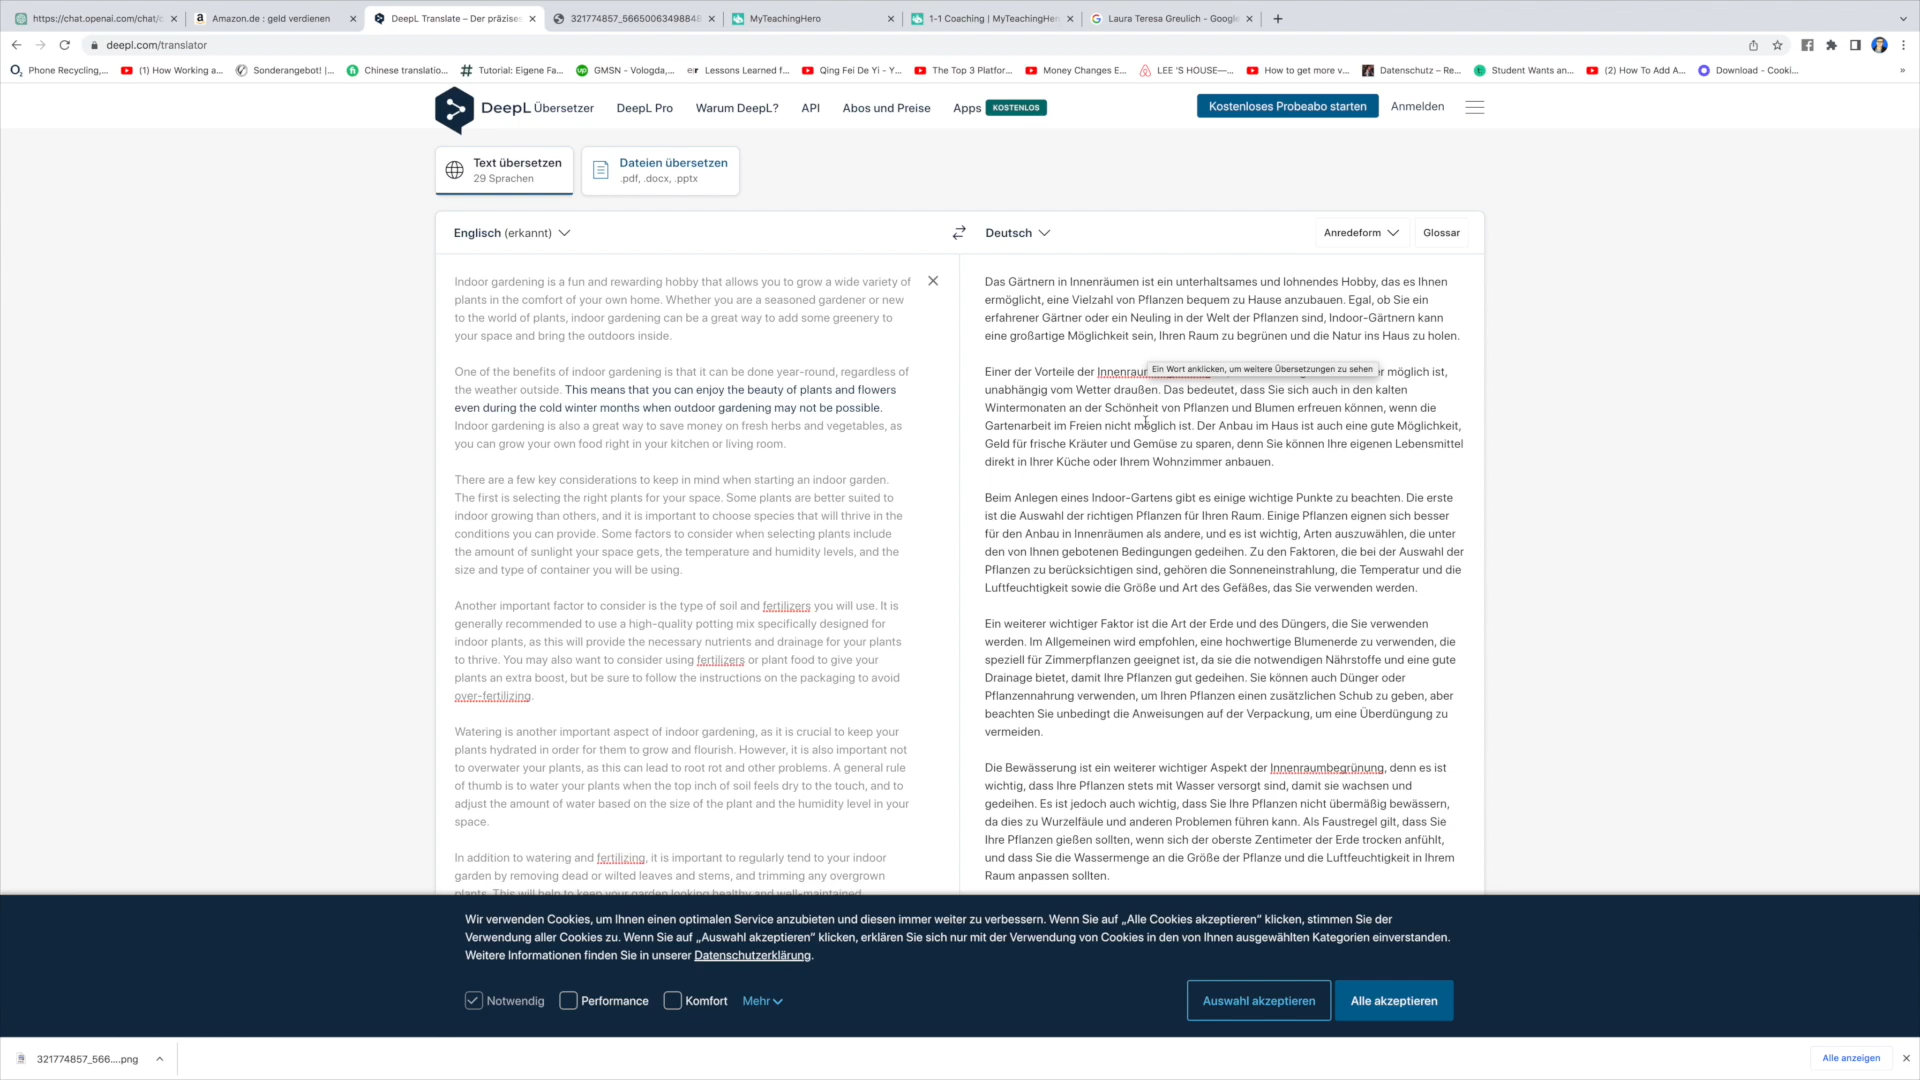 https://chat.openai.com/chat/
Amazon.de : geld verdienen
DeepL Translate – Der präzises
321774857_56650063498848
MyTeachingHero
1-1 Coaching | MyTeachingHer
Laura Teresa Greulich - Google
deepl.com/translator
Phone Recycling,...
(1) How Working a...
Sonderangebot! |...
Chinese translatio...
Tutorial: Eigene Fa...
GMSN - Vologda,...
Lessons Learned f...
Qing Fei De Yi - Y...
The Top 3 Platfor...
Money Changes E...
LEE 'S HOUSE—...
How to get more v...
Datenschutz – Re...
Student Wants an...
(2) How To Add A...
Download - Cooki...
DeepL Übersetzer
DeepL Pro
Warum DeepL?
API
Abos und Preise
Apps KOSTENLOS
Kostenloses Probeabo starten
Anmelden
Text übersetzen
29 Sprachen
Dateien übersetzen
.pdf, .docx, .pptx
Englisch (erkannt)
Deutsch
Anredeform
Glossar
Indoor gardening is a fun and rewarding hobby that allows you to grow a wide variety of
plants in the comfort of your own home. Whether you are a seasoned gardener or new
to the world of plants, indoor gardening can be a great way to add some greenery to
your space and bring the outdoors inside.
One of the benefits of indoor gardening is that it can be done year-round, regardless of
the weather outside. This means that you can enjoy the beauty of plants and flowers
even during the cold winter months when outdoor gardening may not be possible.
Indoor gardening is also a great way to save money on fresh herbs and vegetables, as
you can grow your own food right in your kitchen or living room.
There are a few key considerations to keep in mind when starting an indoor garden.
The first is selecting the right plants for your space. Some plants are better suited to
indoor growing than others, and it is important to choose species that will thrive in the
conditions you can provide. Some factors to consider when selecting plants include
the amount of sunlight your space gets, the temperature and humidity levels, and the
size and type of container you will be using.
Another important factor to consider is the type of soil and fertilizers you will use. It is
generally recommended to use a high-quality potting mix specifically designed for
indoor plants, as this will provide the necessary nutrients and drainage for your plants
to thrive. You may also want to consider using fertilizers or plant food to give your
plants an extra boost, but be sure to follow the instructions on the packaging to avoid
over-fertilizing.
Watering is another important aspect of indoor gardening, as it is crucial to keep your
plants hydrated in order for them to grow and flourish. However, it is also important not
to overwater your plants, as this can lead to root rot and other problems. A general rule
of thumb is to water your plants when the top inch of soil feels dry to the touch, and to
adjust the amount of water based on the size of the plant and the humidity level in your
space.
In addition to watering and fertilizing, it is important to regularly tend to your indoor
garden by removing dead or wilted leaves and stems, and trimming any overgrown
plants. This will help to keep your garden looking healthy and well-maintained.
Das Gärtnern in Innenräumen ist ein unterhaltsames und lohnendes Hobby, das es Ihnen
ermöglicht, eine Vielzahl von Pflanzen bequem zu Hause anzubauen. Egal, ob Sie ein
erfahrener Gärtner oder ein Neuling in der Welt der Pflanzen sind, Indoor-Gärtnern kann
eine großartige Möglichkeit sein, Ihren Raum zu begrünen und die Natur ins Haus zu holen.
Ein Wort anklicken, um weitere Übersetzungen zu sehen
Einer der Vorteile der Innenrau möglich ist,
unabhängig vom Wetter draußen. Das bedeutet, dass Sie sich auch in den kalten
Wintermonaten an der Schönheit von Pflanzen und Blumen erfreuen können, wenn die
Gartenarbeit im Freien nicht möglich ist. Der Anbau im Haus ist auch eine gute Möglichkeit,
Geld für frische Kräuter und Gemüse zu sparen, denn Sie können Ihre eigenen Lebensmittel
direkt in Ihrer Küche oder Ihrem Wohnzimmer anbauen.
Beim Anlegen eines Indoor-Gartens gibt es einige wichtige Punkte zu beachten. Die erste
ist die Auswahl der richtigen Pflanzen für Ihren Raum. Einige Pflanzen eignen sich besser
für den Anbau in Innenräumen als andere, und es ist wichtig, Arten auszuwählen, die unter
den von Ihnen gebotenen Bedingungen gedeihen. Zu den Faktoren, die bei der Auswahl der
Pflanzen zu berücksichtigen sind, gehören die Sonneneinstrahlung, die Temperatur und die
Luftfeuchtigkeit sowie die Größe und Art des Gefäßes, das Sie verwenden werden.
Ein weiterer wichtiger Faktor ist die Art der Erde und des Düngers, die Sie verwenden
werden. Im Allgemeinen wird empfohlen, eine hochwertige Blumenerde zu verwenden, die
speziell für Zimmerpflanzen geeignet ist, da sie die notwendigen Nährstoffe und eine gute
Drainage bietet, damit Ihre Pflanzen gut gedeihen. Sie können auch Dünger oder
Pflanzennahrung verwenden, um Ihren Pflanzen einen zusätzlichen Schub zu geben, aber
beachten Sie unbedingt die Anweisungen auf der Verpackung, um eine Überdüngung zu
vermeiden.
Die Bewässerung ist ein weiterer wichtiger Aspekt der Innenraumbegrünung, denn es ist
wichtig, dass Ihre Pflanzen stets mit Wasser versorgt sind, damit sie wachsen und
gedeihen. Es ist jedoch auch wichtig, dass Sie Ihre Pflanzen nicht übermäßig bewässern,
da dies zu Wurzelfäule und anderen Problemen führen kann. Als Faustregel gilt, dass Sie
Ihre Pflanzen gießen sollten, wenn sich der oberste Zentimeter der Erde trocken anfühlt,
und dass Sie die Wassermenge an die Größe der Pflanze und die Luftfeuchtigkeit in Ihrem
Raum anpassen sollten.
Wir verwenden Cookies, um Ihnen einen optimalen Service anzubieten und diesen immer weiter zu verbessern. Wenn Sie auf „Alle Cookies akzeptieren“ klicken, stimmen Sie der
Verwendung aller Cookies zu. Wenn Sie auf „Auswahl akzeptieren“ klicken, erklären Sie sich nur mit der Verwendung von Cookies in den von Ihnen ausgewählten Kategorien einverstanden.
Weitere Informationen finden Sie in unserer Datenschutzerklärung.
Notwendig
Performance
Komfort
Mehr
Auswahl akzeptieren
Alle akzeptieren
321774857_566....png
Alle anzeigen